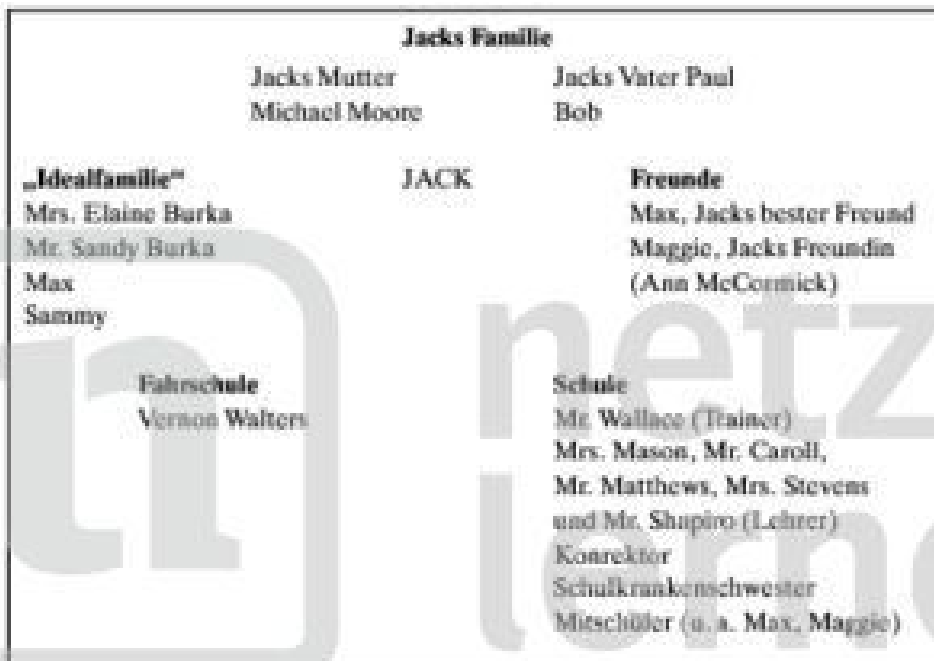 Jacks Familie
Jacks Mutter
Michael Moore
Jacks Vater Paul
Bob
„Idealfamilie“
Mrs. Elaine Burka
Mr. Sandy Burka
Max
Sammy
JACK
Freunde
Max, Jacks bester Freund
Maggie, Jacks Freundin
(Ann McCormick)
Fahrschule
Vernon Walters
Schule
Mr. Wallace (Trainer)
Mrs. Mason, Mr. Caroll,
Mr. Matthews, Mrs. Stevens
und Mr. Shapiro (Lehrer)
Konrektor
Schulkrankenschwester
Mitschüler (u. a. Max, Maggie)
n netz
lerne